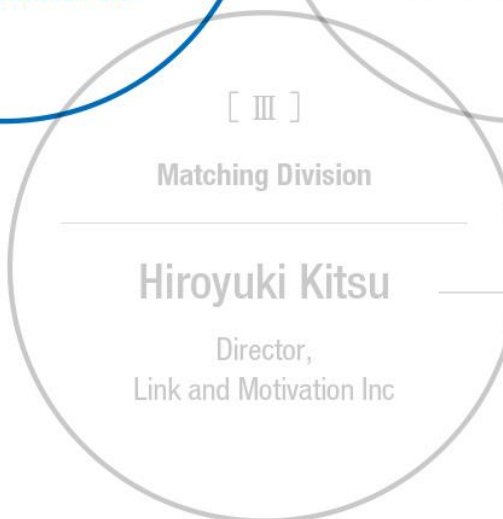 [ Ⅲ ]
Matching Division
Hiroyuki Kitsu
Director,
Link and Motivation Inc